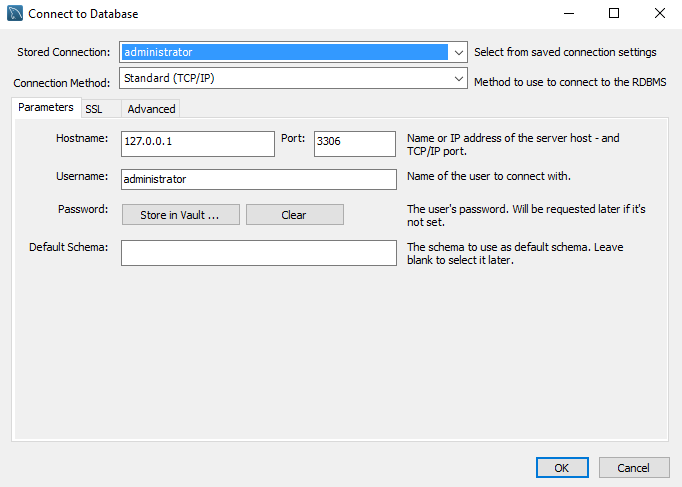 Connect to Database
Stored Connection: administrator Select from saved connection settings
Connection Method: Standard (TCP/IP) Method to use to connect to the RDBMS
Parameters SSL Advanced
Hostname: 127.0.0.1 Port: 3306 Name or IP address of the server host - and
TCP/IP port.
Username: administrator Name of the user to connect with.
Password: Store in Vault ... Clear The user's password. Will be requested later if it's
not set.
Default Schema: The schema to use as default schema. Leave
blank to select it later.
OK Cancel